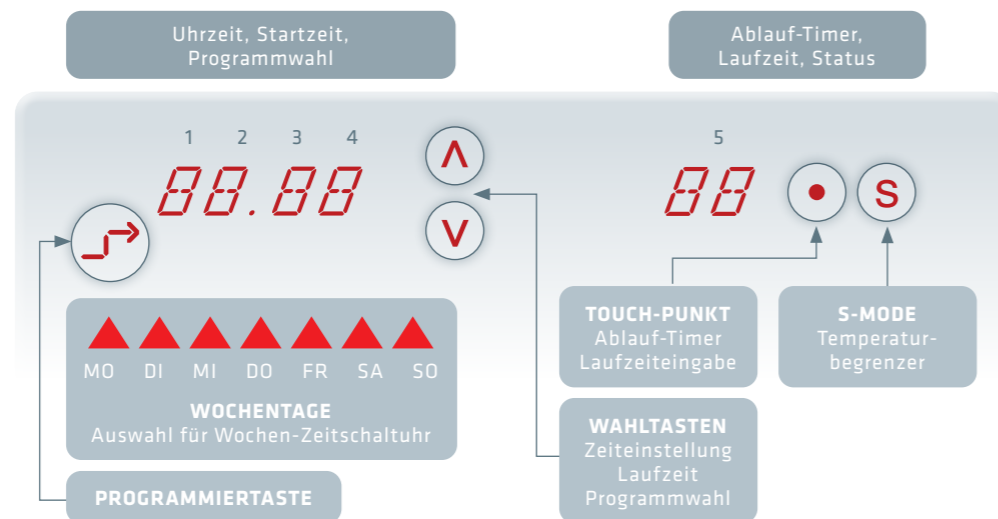 Uhrzeit, Startzeit,
Programmwahl
Ablauf-Timer,
Laufzeit, Status
1 2 3 4
5
88.88
88
S
MO DI MI DO FR SA SO
WOCHENTAGE
Auswahl für Wochen-Zeitschaltuhr
TOUCH-PUNKT
Ablauf-Timer
Laufzeiteingabe
S-MODE
Temperatur-
begrenzer
WAHLTASTEN
Zeiteinstellung
Laufzeit
Programmwahl
PROGRAMMIERTASTE